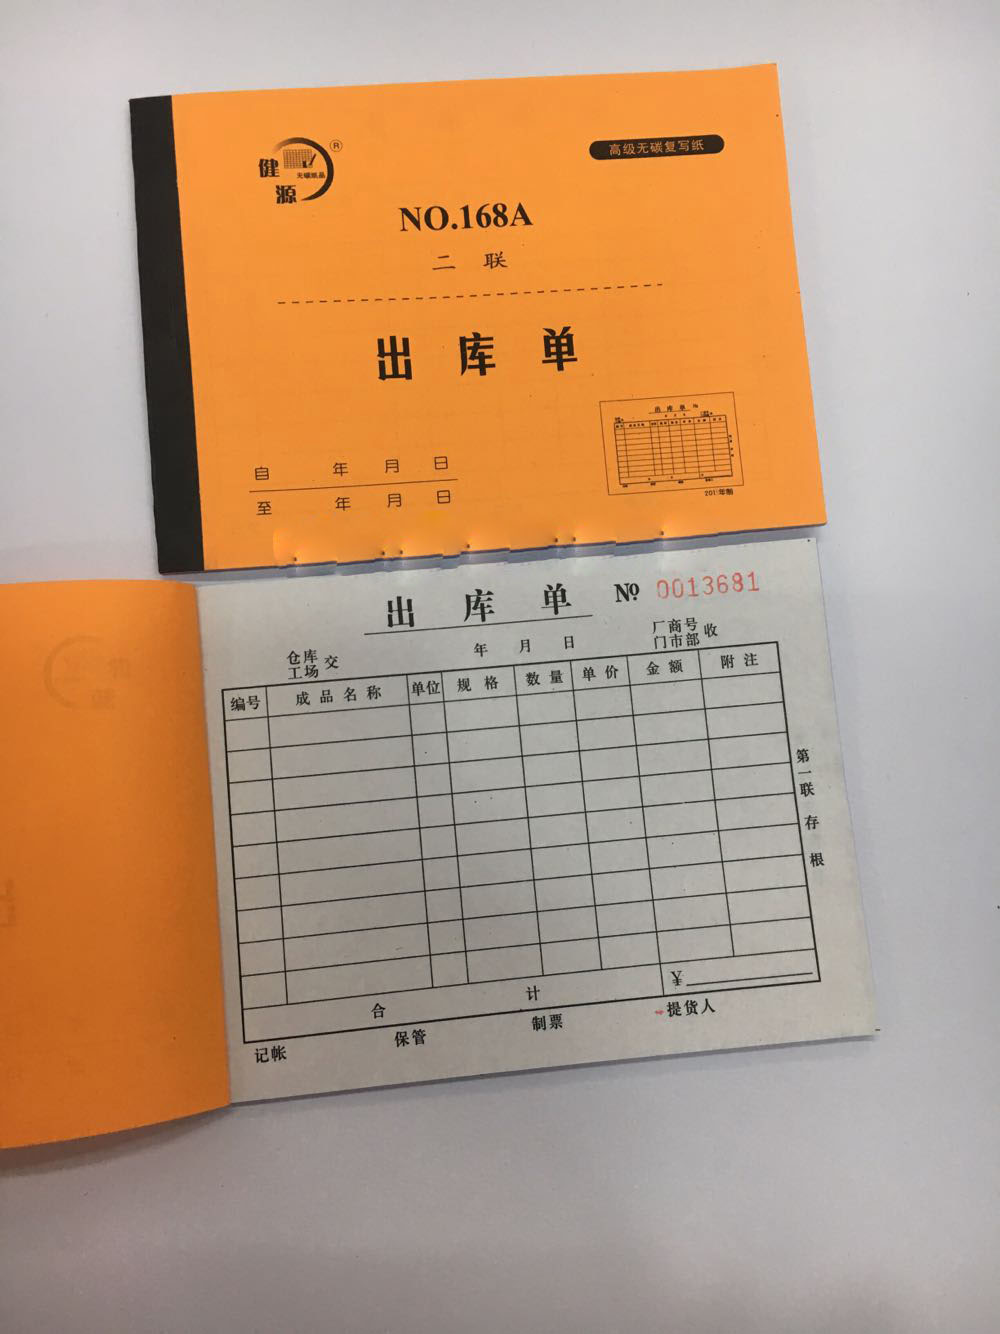 健源
无碳纸品
®
高级无碳复写纸
NO.168A
二 联
出 库 单
出 库 单 №
自 年 月 日
至 年 月 日
出 库 单 № 0013681
仓库
工场 交
年 月 日
厂商号
门市部 收
编号 成品名称 单位 规格 数量 单价 金额 附注
第一联 存根
合 计 ¥
记帐 保管 制票 提货人